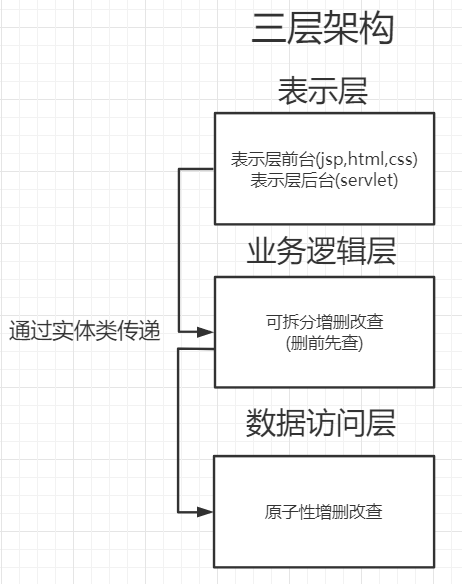 三层架构
表示层
表示层前台(jsp,html,css)
表示层后台(servlet)
业务逻辑层
通过实体类传递
可拆分增删改查
(删前先查)
数据访问层
原子性增删改查